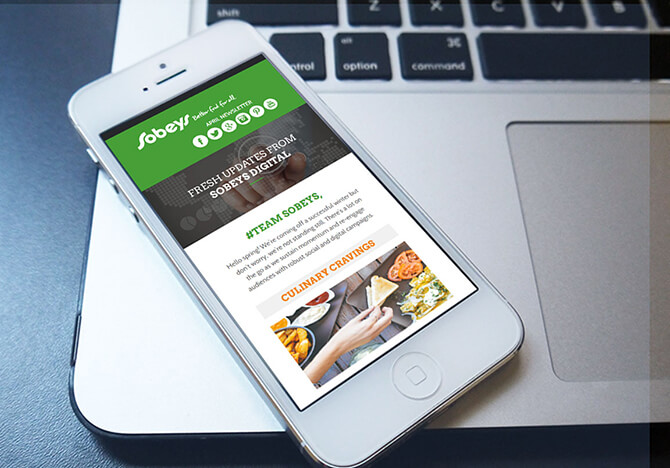 shift
Z
X
C
V
B
control
alt
option
⌘
command
Sobeys Better food for all.
APRIL NEWSLETTER
FRESH UPDATES FROM
SOBEYS DIGITAL
#TEAM SOBEYS,
Hello spring! We're coming off a successful winter but
don't worry, we're not standing still. There's a lot on
the go as we sustain momentum and re-engage
audiences with robust social and digital campaigns.
CULINARY CRAVINGS